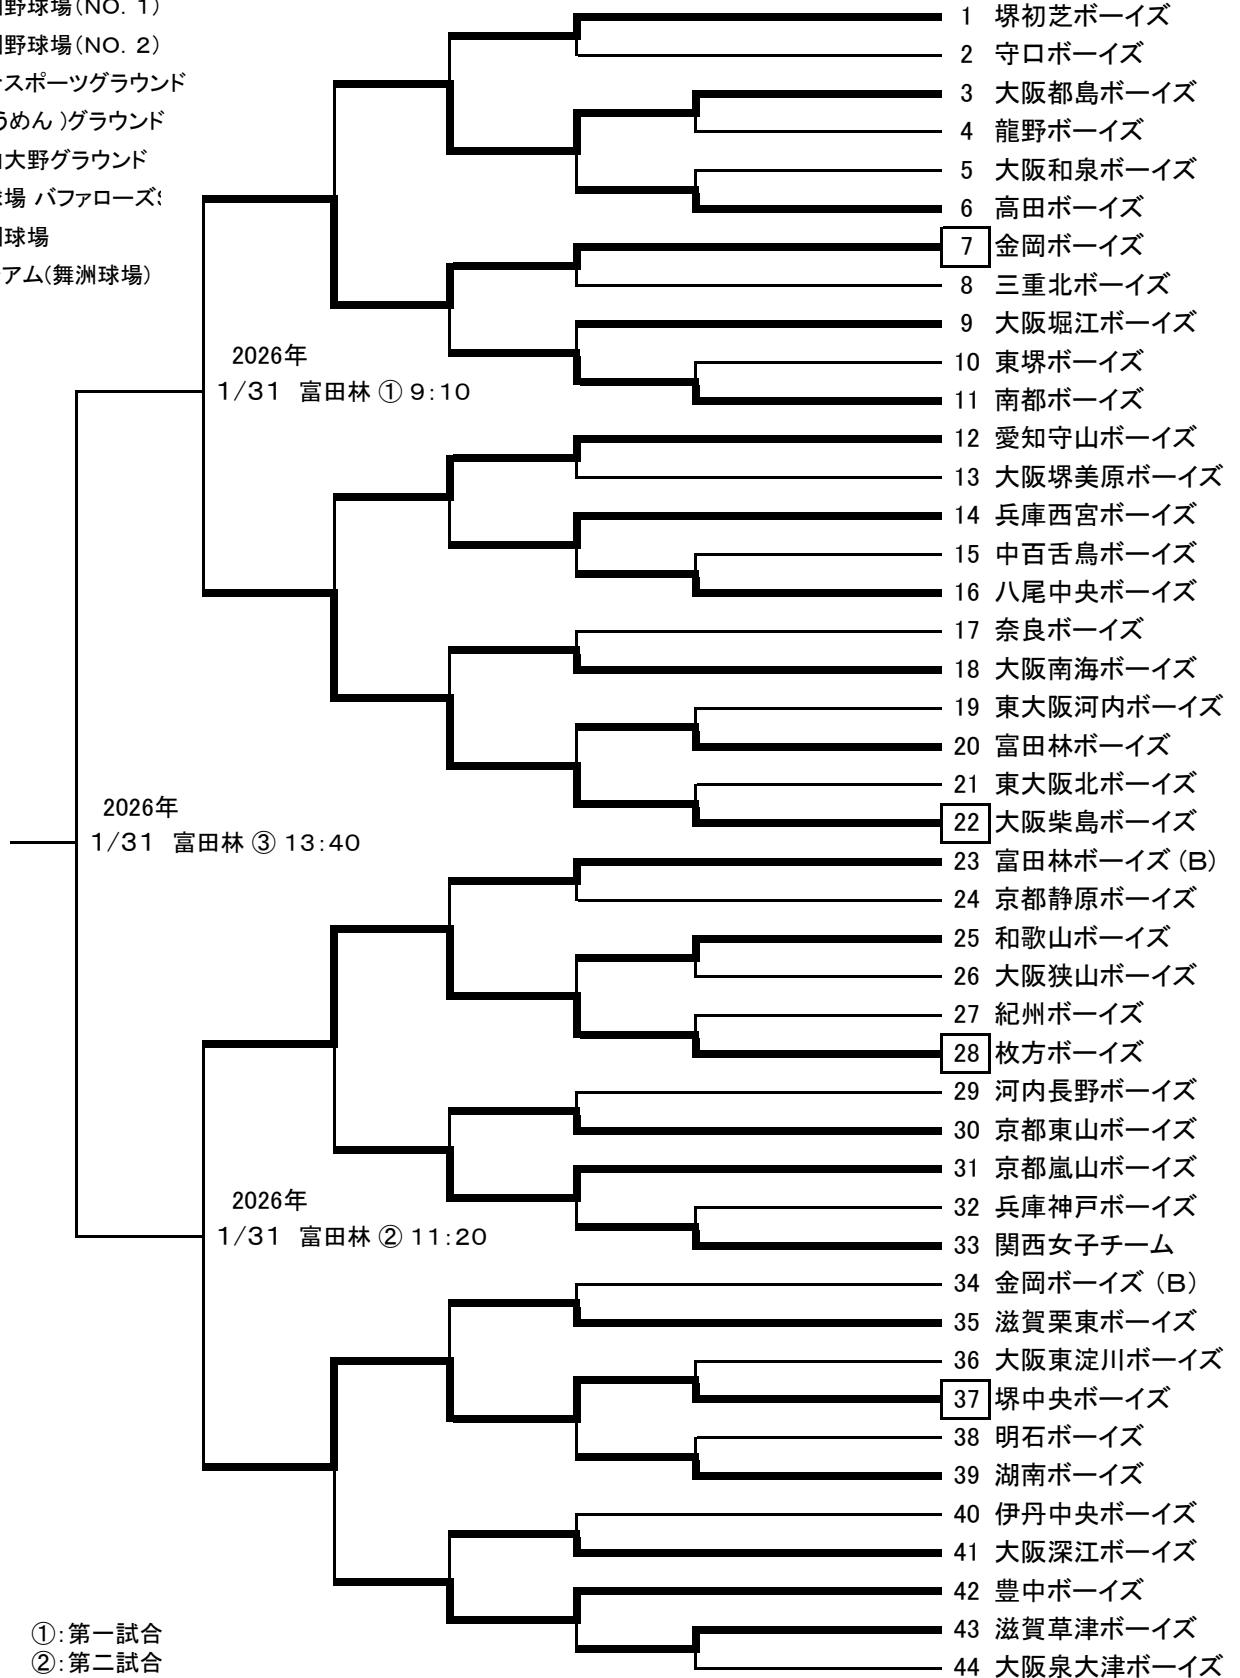 野球場(NO. 1)
野球場(NO. 2)
スポーツグラウンド
うめん )グラウンド
大野グラウンド
場 バファローズ
球場
アム(舞洲球場)
1 堺初芝ボーイズ
2 守口ボーイズ
3 大阪都島ボーイズ
4 龍野ボーイズ
5 大阪和泉ボーイズ
6 高田ボーイズ
7 金岡ボーイズ
8 三重北ボーイズ
9 大阪堀江ボーイズ
10 東堺ボーイズ
11 南都ボーイズ
12 愛知守山ボーイズ
13 大阪堺美原ボーイズ
14 兵庫西宮ボーイズ
15 中百舌鳥ボーイズ
16 八尾中央ボーイズ
17 奈良ボーイズ
18 大阪南海ボーイズ
19 東大阪河内ボーイズ
20 富田林ボーイズ
21 東大阪北ボーイズ
22 大阪柴島ボーイズ
23 富田林ボーイズ(B)
24 京都静原ボーイズ
25 和歌山ボーイズ
26 大阪狭山ボーイズ
27 紀州ボーイズ
28 枚方ボーイズ
29 河内長野ボーイズ
30 京都東山ボーイズ
31 京都嵐山ボーイズ
32 兵庫神戸ボーイズ
33 関西女子チーム
34 金岡ボーイズ(B)
35 滋賀栗東ボーイズ
36 大阪東淀川ボーイズ
37 堺中央ボーイズ
38 明石ボーイズ
39 湖南ボーイズ
40 伊丹中央ボーイズ
41 大阪深江ボーイズ
42 豊中ボーイズ
43 滋賀草津ボーイズ
44 大阪泉大津ボーイズ
2026年
1/31 富田林 ① 9:10
2026年
1/31 富田林 ③ 13:40
2026年
1/31 富田林 ② 11:20
①:第一試合
②:第二試合